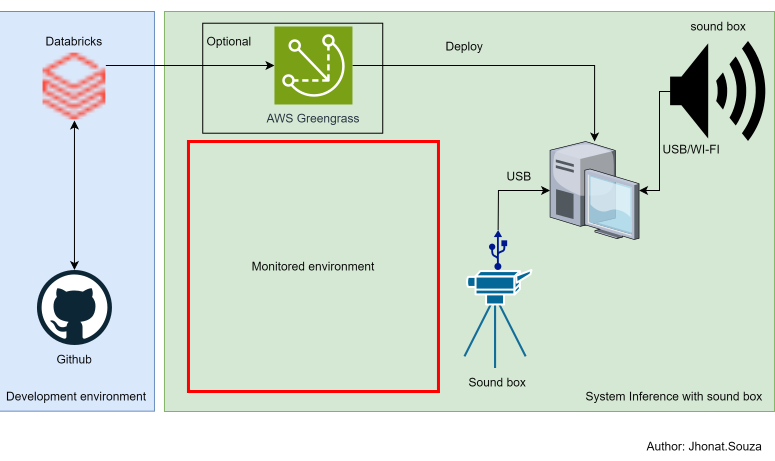 sound box
Databricks
Optional
Deploy
AWS Greengrass
USB/WI-FI
USB
Monitored environment
Github
Sound box
Development environment
System Inference with sound box
Author: Jhonat.Souza